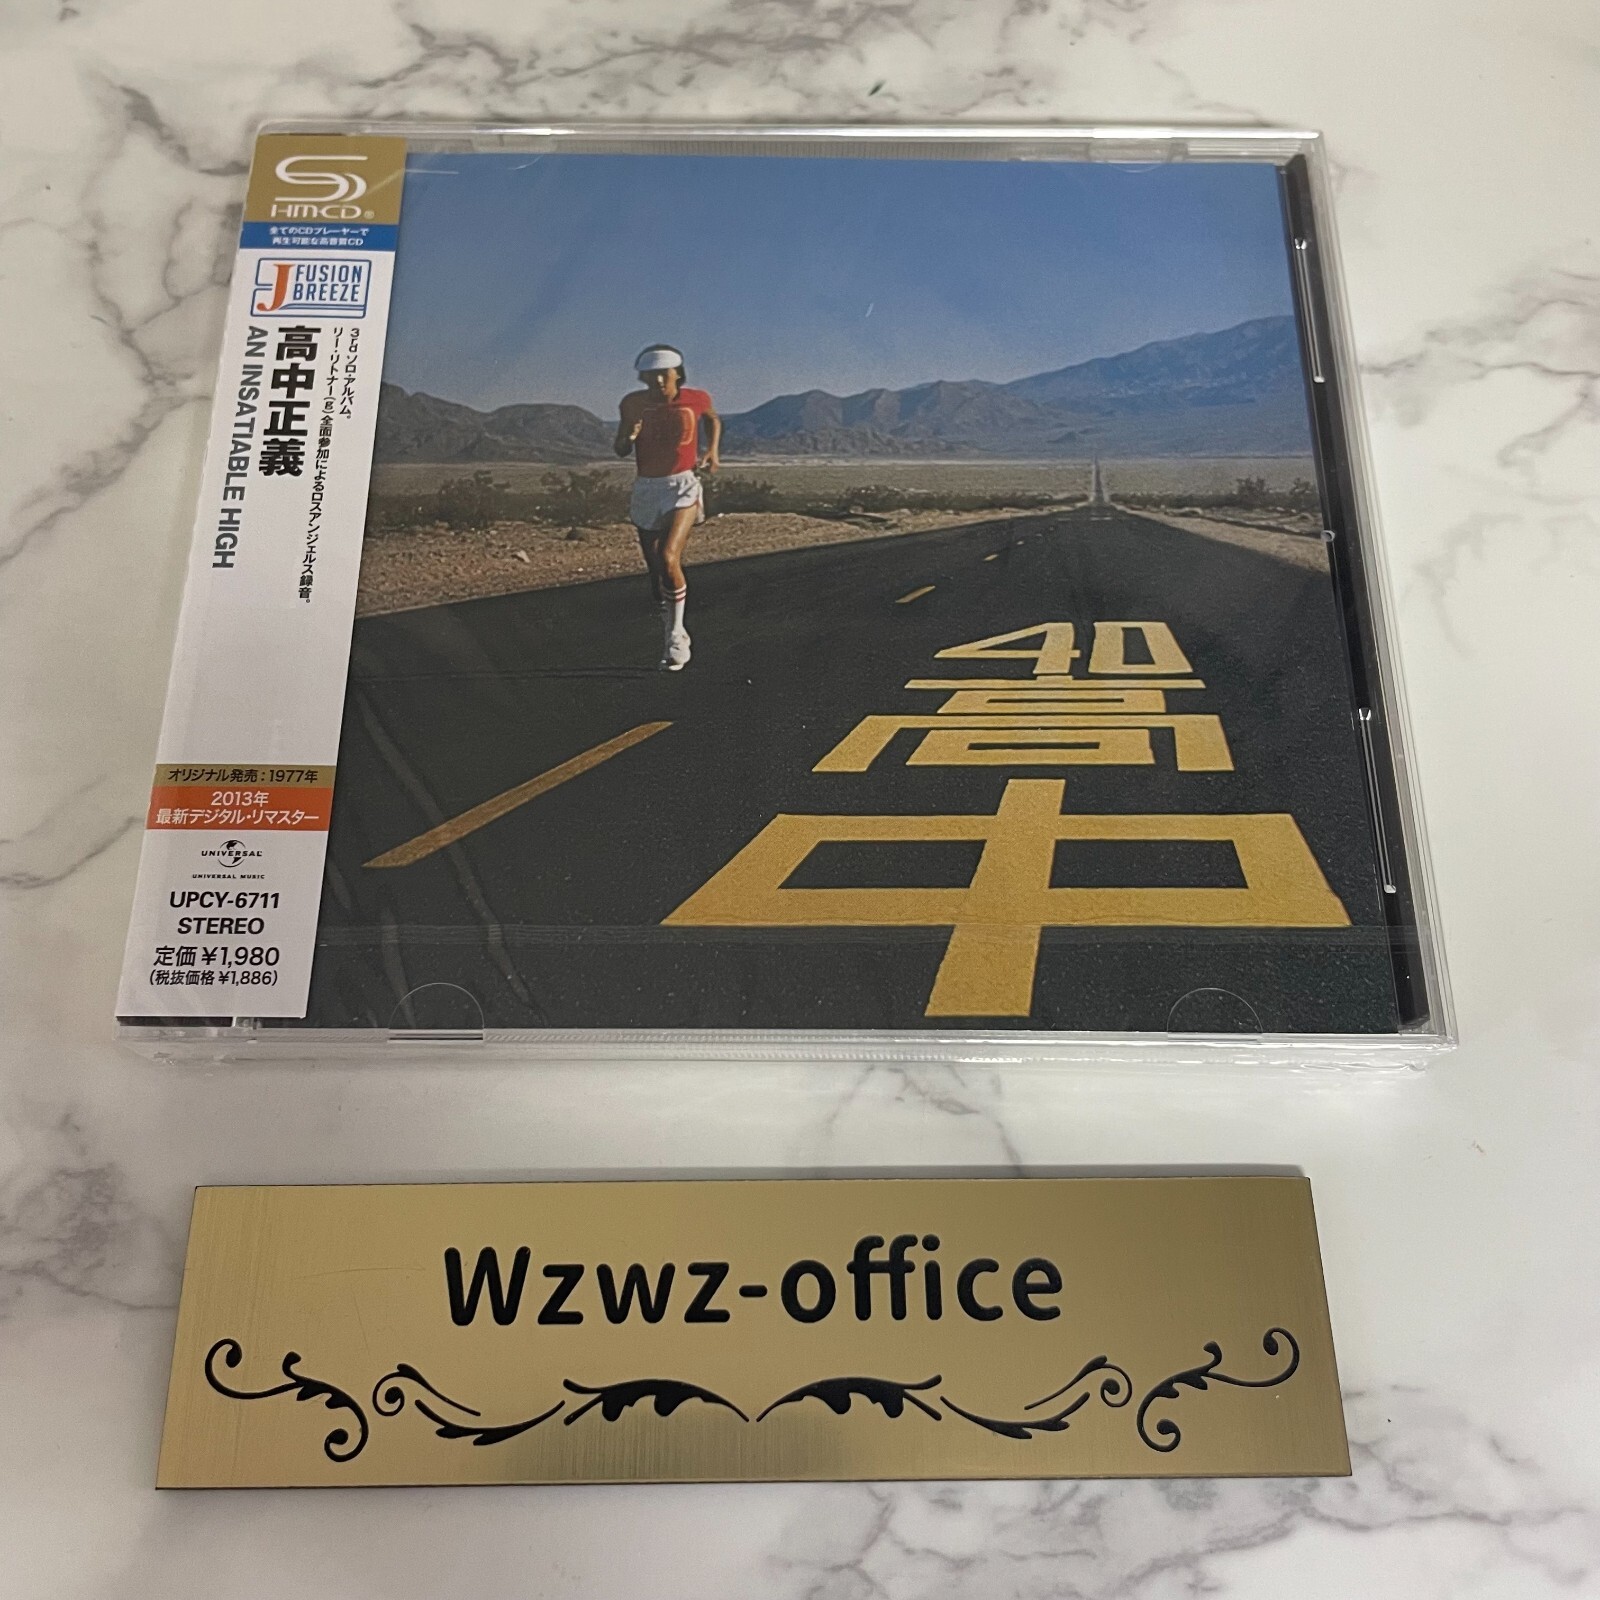 SHM-CD®
全てのCDプレーヤーで
再生可能な高音質CD
J FUSION
BREEZE
3rd ソロ・アルバム。
リー・リトナー(g)全面参加によるロスアンジェルス録音。
高中正義
AN INSATIABLE HIGH
オリジナル発売：1977年
2013年
最新デジタル・リマスター
UNIVERSAL
UNIVERSAL MUSIC
UPCY-6711
STEREO
定価￥1,980
(税抜価格￥1,886)
40
高
中
Wzwz-office